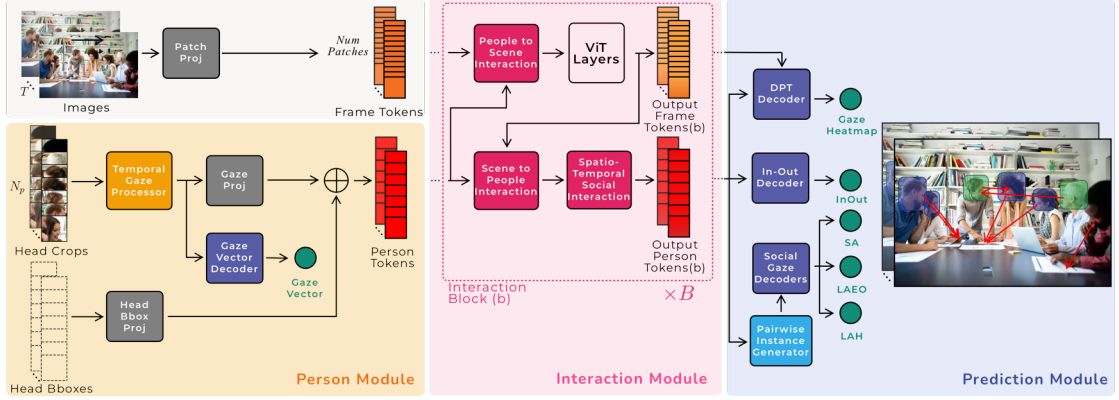 T
Images
Patch
Proj
Num
Patches
Frame Tokens
N_p
Head Crops
Temporal
Gaze
Processor
Gaze
Proj
Gaze
Vector
Decoder
Gaze
Vector
Person
Tokens
Head
Bbox
Proj
Head Bboxes
Person Module
People to
Scene
Interaction
ViT
Layers
Output
Frame
Tokens(b)
Scene to
People
Interaction
Spatio-
Temporal
Social
Interaction
Output
Person
Tokens(b)
Interaction
Block (b)
×B
Interaction Module
DPT
Decoder
Gaze
Heatmap
In-Out
Decoder
InOut
Social
Gaze
Decoders
SA
LAEO
LAH
Pairwise
Instance
Generator
Prediction Module